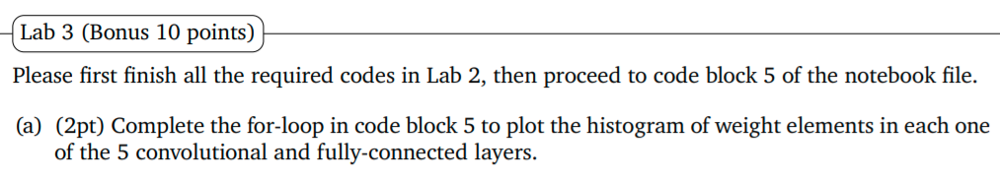 Lab 3 (Bonus 10 points)
Please first finish all the required codes in Lab 2, then proceed to code block 5 of the notebook file.
(a) (2pt) Complete the for-loop in code block 5 to plot the histogram of weight elements in each one
of the 5 convolutional and fully-connected layers.